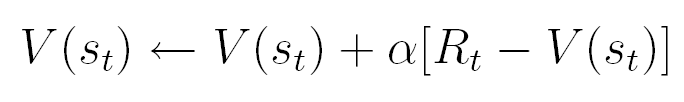 V(s_t) ← V(s_t) + α[R_t − V(s_t)]